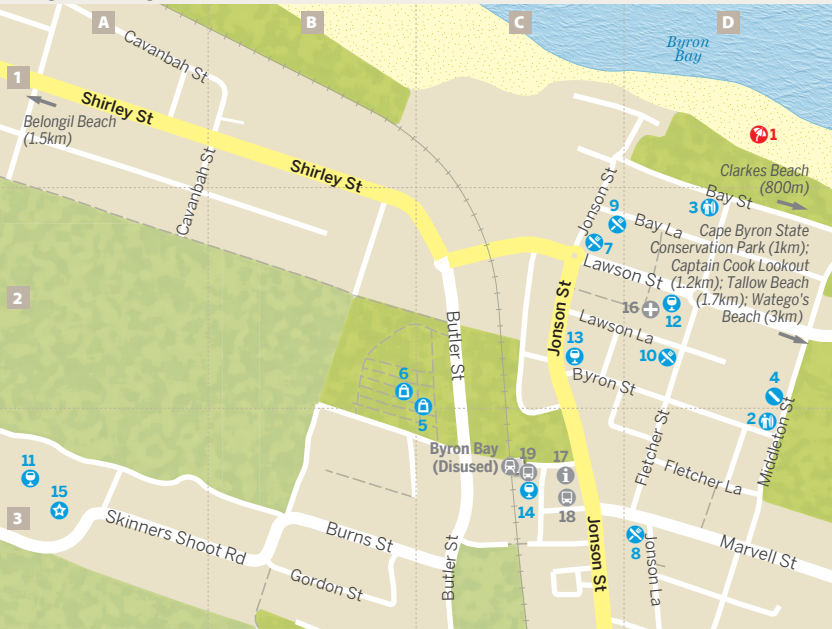 A
B
C
D
1
2
3
Cavanbah St
Byron
Bay
Shirley St
Belongil Beach
(1.5km)
1
Cavanbah St
Shirley St
Clarkes Beach
(800m)
Jonson St
Bay St
3
9
Bay La
7
Cape Byron State
Conservation Park (1km);
Captain Cook Lookout
(1.2km); Tallow Beach
(1.7km); Watego's
Beach (3km)
Lawson St
16
12
Jonson St
Lawson La
Butler St
13
10
Byron St
6
5
4
2
Middleton St
Fletcher St
Byron Bay
(Disused)
19
17
14
18
Fletcher La
11
15
Skinners Shoot Rd
Burns St
Gordon St
Butler St
Jonson St
8
Jonson La
Marvell St